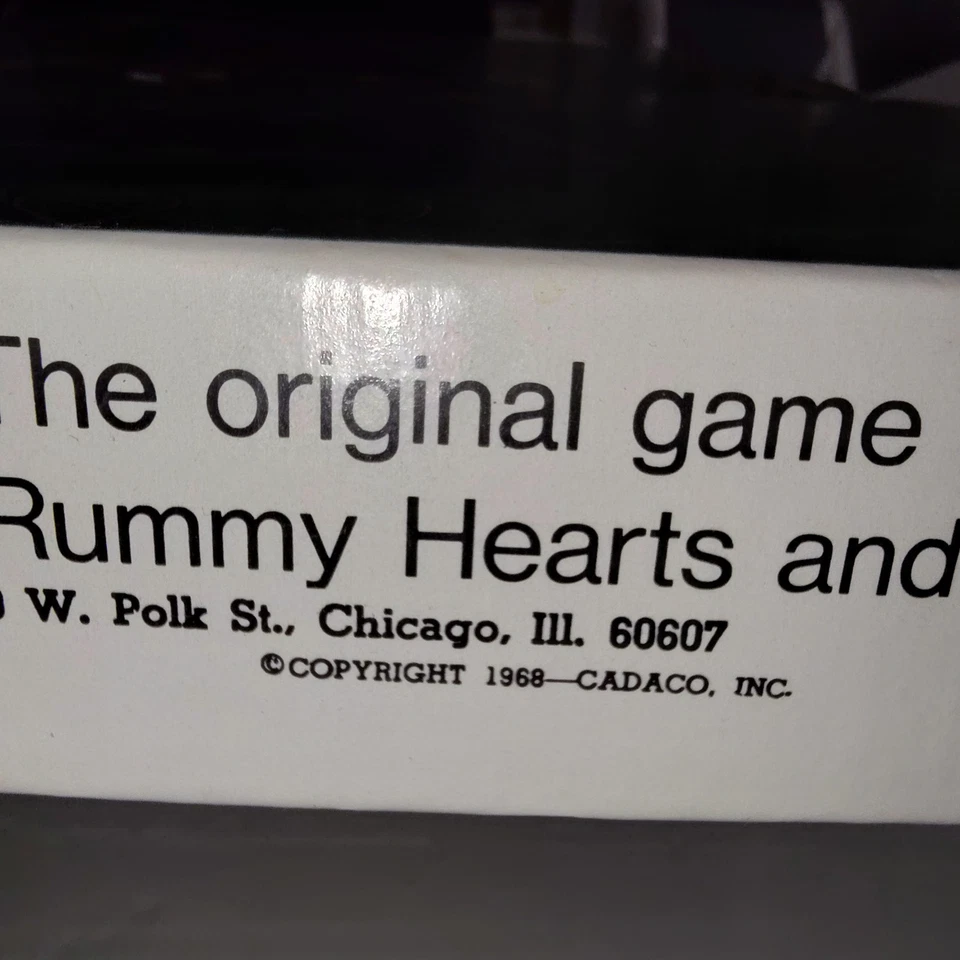 The original game
Rummy Hearts and
W. Polk St., Chicago, Ill. 60607
©COPYRIGHT 1968—CADACO, INC.